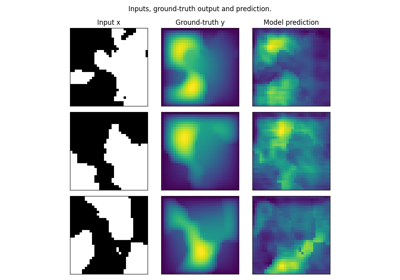 Inputs, ground-truth output and prediction.
Input x
Ground-truth y
Model prediction